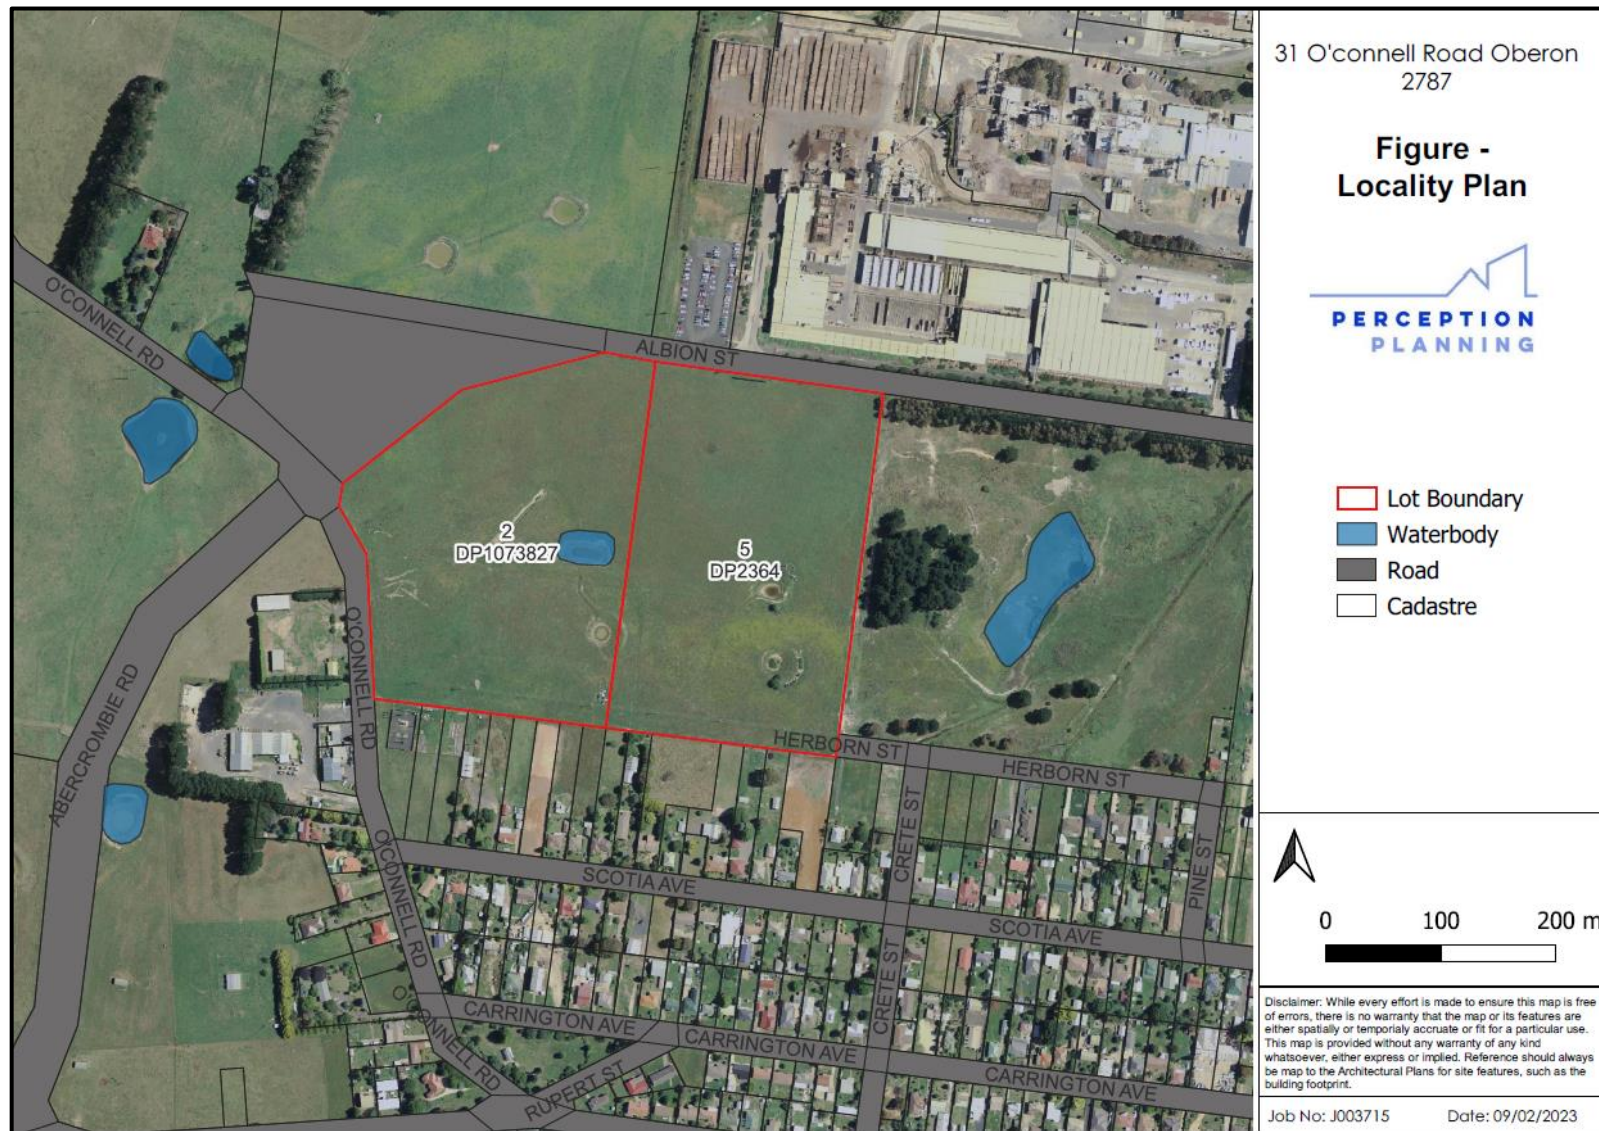 31 O'connell Road Oberon
2787
Figure -
Locality Plan
PERCEPTION
PLANNING
Lot Boundary
Waterbody
Road
Cadastre
0 100 200 m
Disclaimer: While every effort is made to ensure this map is free
of errors, there is no warranty that the map or its features are
either spatially or temporialy accruate or fit for a particular use.
This map is provided without any warranty of any kind
whatsoever, either express or implied. Reference should always
be map to the Architectural Plans for site features, such as the
building footprint.
Job No: J003715 Date: 09/02/2023
O'CONNELL RD
ALBION ST
2
DP1073827
5
DP2364
O'CONNELL RD
ABERCROMBIE RD
HERBORN ST
HERBORN ST
CRETE ST
PINE ST
O'CONNELL RD
SCOTIA AVE
SCOTIA AVE
CRETE ST
O'CONNELL RD
CARRINGTON AVE
CARRINGTON AVE
CARRINGTON AVE
RUPERT ST